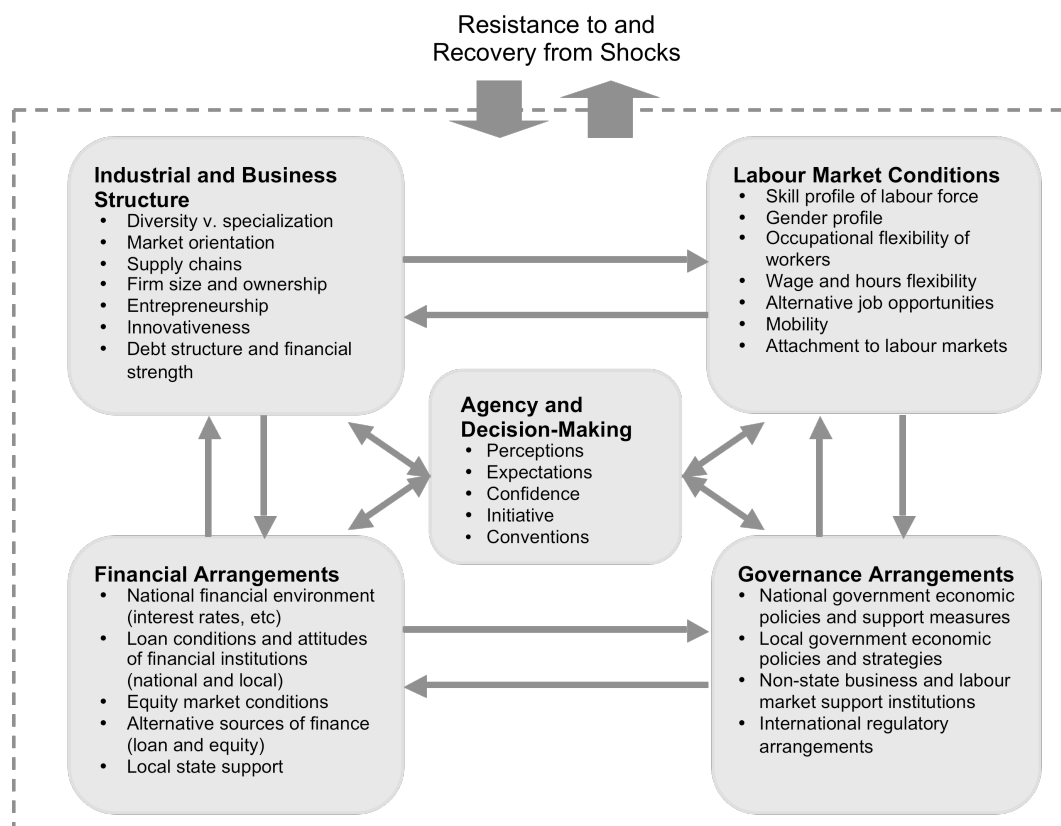 Resistance to and
Recovery from Shocks
Industrial and Business
Structure
• Diversity v. specialization
• Market orientation
• Supply chains
• Firm size and ownership
• Entrepreneurship
• Innovativeness
• Debt structure and financial
strength
Labour Market Conditions
• Skill profile of labour force
• Gender profile
• Occupational flexibility of
workers
• Wage and hours flexibility
• Alternative job opportunities
• Mobility
• Attachment to labour markets
Agency and
Decision-Making
• Perceptions
• Expectations
• Confidence
• Initiative
• Conventions
Financial Arrangements
• National financial environment
(interest rates, etc)
• Loan conditions and attitudes
of financial institutions
(national and local)
• Equity market conditions
• Alternative sources of finance
(loan and equity)
• Local state support
Governance Arrangements
• National government economic
policies and support measures
• Local government economic
policies and strategies
• Non-state business and labour
market support institutions
• International regulatory
arrangements